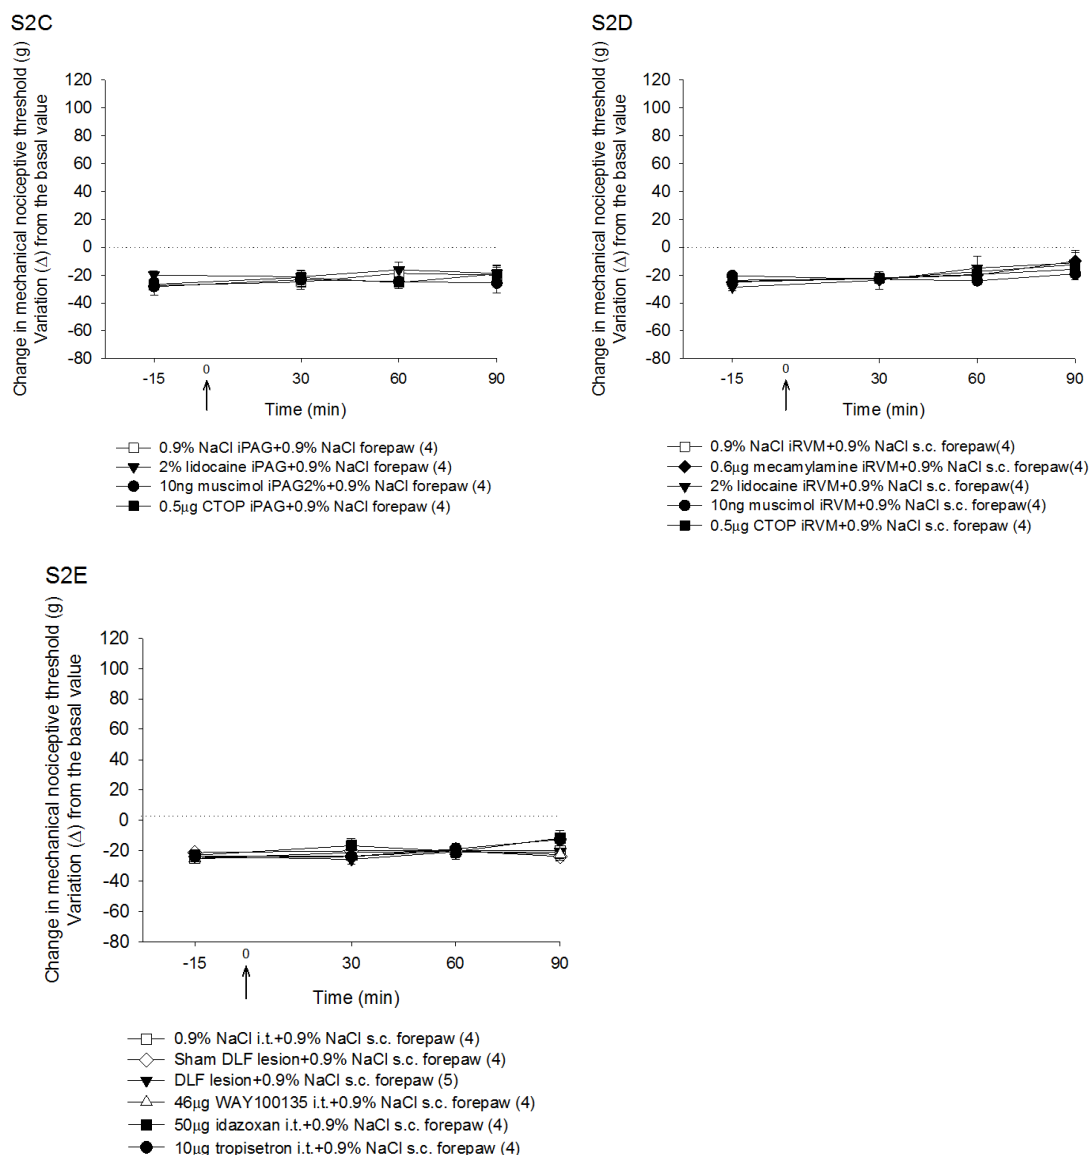 S2C
Change in mechanical nociceptive threshold (g)
Variation (Δ) from the basal value
120
100
80
60
40
20
0
-20
-40
-60
-80
-15
0
30
60
90
Time (min)
0.9% NaCl iPAG+0.9% NaCl forepaw (4)
2% lidocaine iPAG+0.9% NaCl forepaw (4)
10ng muscimol iPAG2%+0.9% NaCl forepaw (4)
0.5μg CTOP iPAG+0.9% NaCl forepaw (4)
S2D
Change in mechanical nociceptive threshold (g)
Variation (Δ) from the basal value
120
100
80
60
40
20
0
-20
-40
-60
-80
-15
0
30
60
90
Time (min)
0.9% NaCl iRVM+0.9% NaCl s.c. forepaw(4)
0.6μg mecamylamine iRVM+0.9% NaCl s.c. forepaw(4)
2% lidocaine iRVM+0.9% NaCl s.c. forepaw(4)
10ng muscimol iRVM+0.9% NaCl s.c. forepaw(4)
0.5μg CTOP iRVM+0.9% NaCl s.c. forepaw (4)
S2E
Change in mechanical nociceptive threshold (g)
Variation (Δ) from the basal value
120
100
80
60
40
20
0
-20
-40
-60
-80
-15
0
30
60
90
Time (min)
0.9% NaCl i.t.+0.9% NaCl s.c. forepaw (4)
Sham DLF lesion+0.9% NaCl s.c. forepaw (4)
DLF lesion+0.9% NaCl s.c. forepaw (5)
46μg WAY100135 i.t.+0.9% NaCl s.c. forepaw (4)
50μg idazoxan i.t.+0.9% NaCl s.c. forepaw (4)
10μg tropisetron i.t.+0.9% NaCl s.c. forepaw (4)